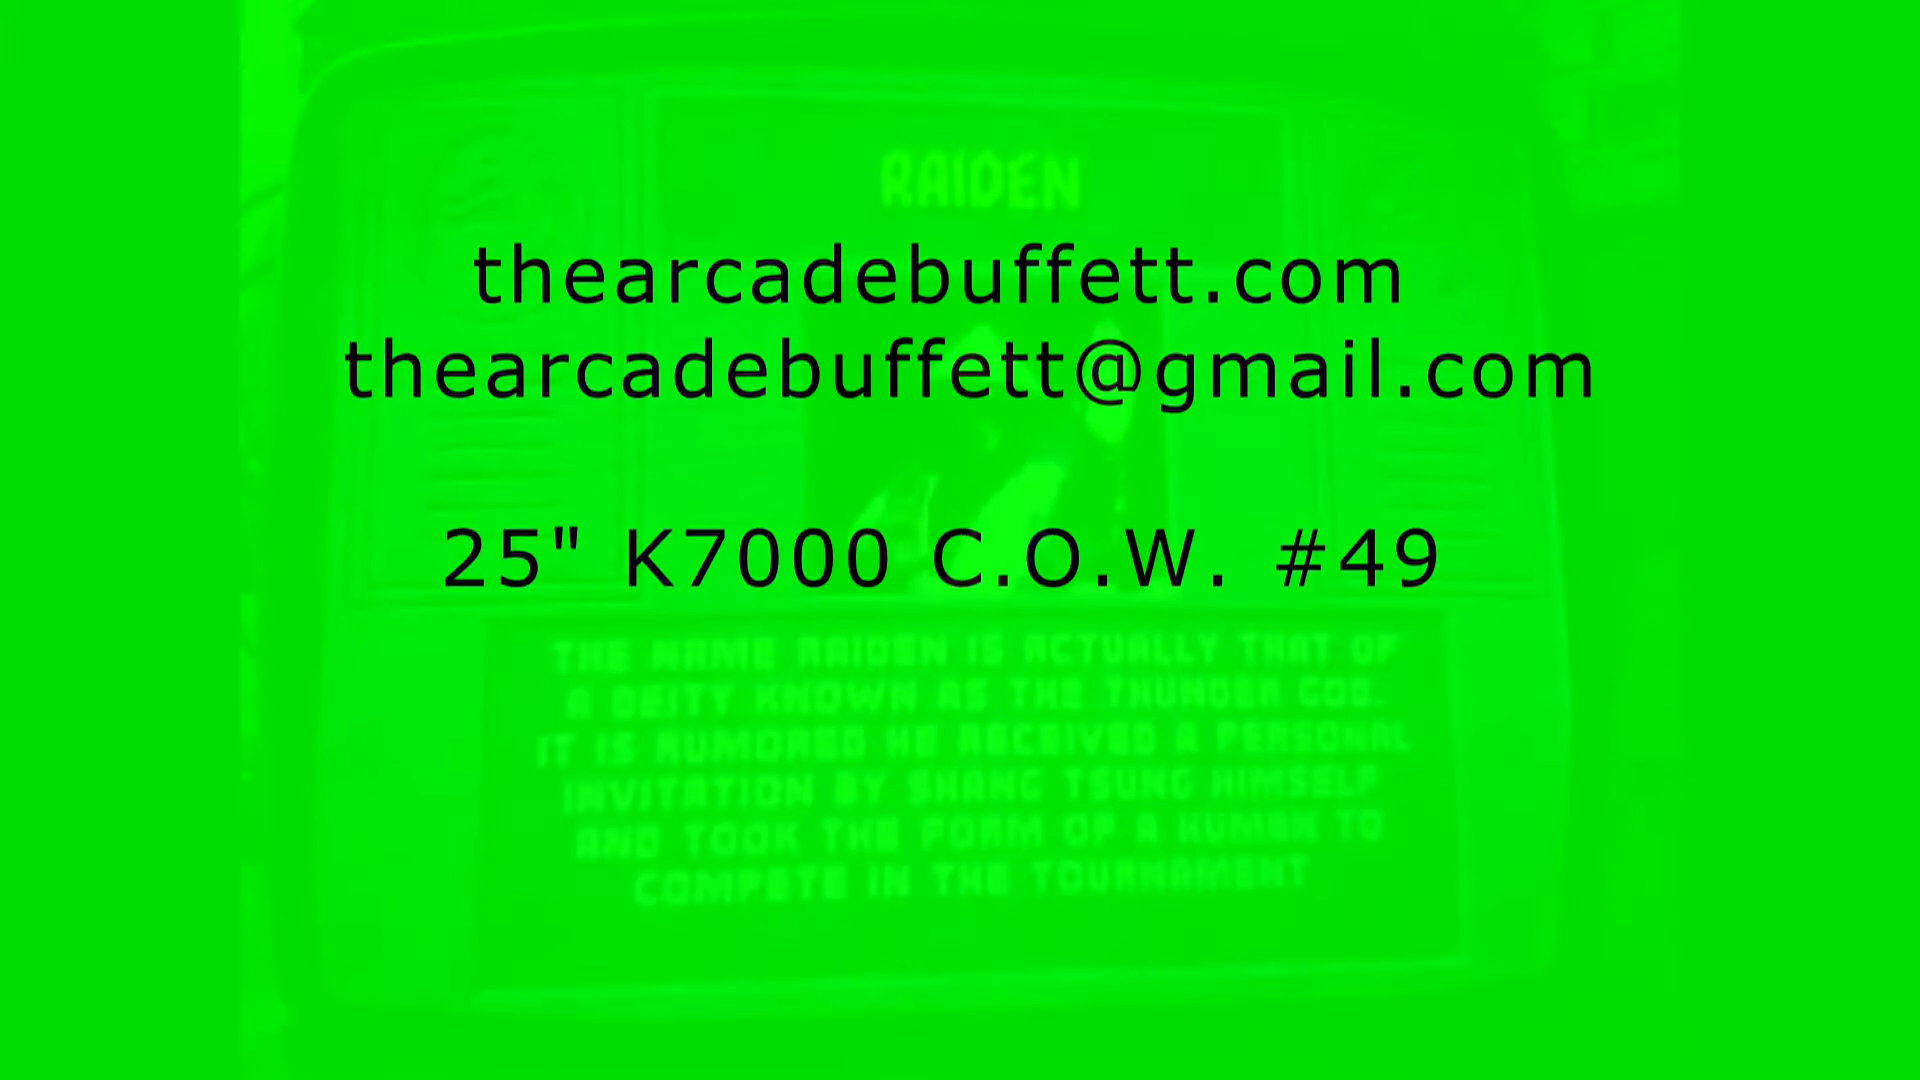 RAIDEN
thearcadebuffett.com
thearcadebuffett@gmail.com
25" K7000 C.O.W. #49
THE NAME RAIDEN IS ACTUALLY THAT OF
A DEITY KNOWN AS THE THUNDER GOD.
IT IS RUMORED HE RECEIVED A PERSONAL
INVITATION BY SHANG TSUNG HIMSELF
AND TOOK THE FORM OF A HUMAN TO
COMPETE IN THE TOURNAMENT